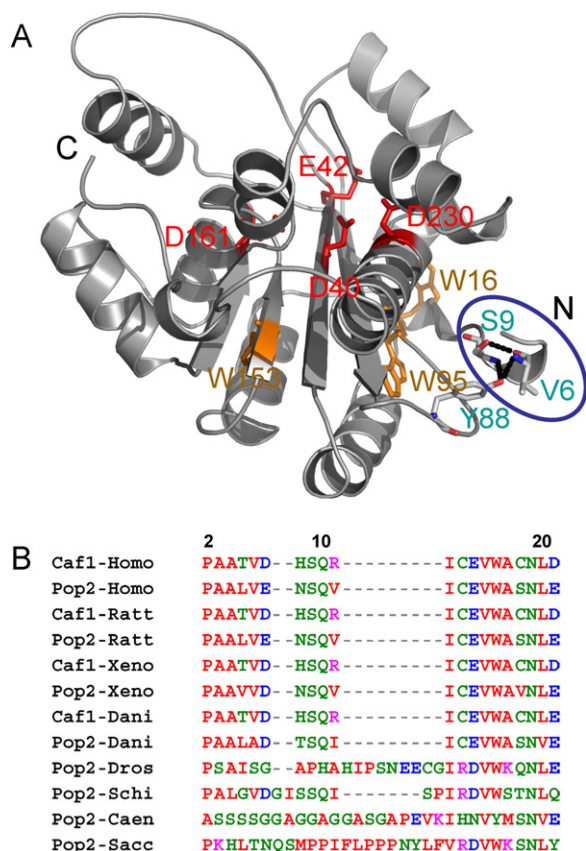 A
C
E42
D230
D161
D40
W16
N
S9
W153
W95
V6
Y88
B
2 10 20
Caf1-Homo PAATVD--HSQR---------ICEVWACNLD
Pop2-Homo PAALVE--NSQV---------ICEVWASNLE
Caf1-Ratt PAATVD--HSQR---------ICEVWACNLD
Pop2-Ratt PAALVE--NSQV---------ICEVWASNLE
Caf1-Xeno PAATVD--HSQR---------ICEVWASNLE
Pop2-Xeno PAAVVD--NSQV---------ICEVWAVNLE
Caf1-Dani PAATVD--HSQR---------ICEVWACNLD
Pop2-Dani PAALAD--TSQI---------ICEVWASNVE
Pop2-Dros PSAISG--APHAHIPSNEECGIRDVWKQNLE
Pop2-Schi PALGVDGISSQI-------SPIRDVWSTNLQ
Pop2-Caen ASSSSGGAGGAGGASGAPEVKIHNVYMSNVL
Pop2-Sacc PKHLTNQSMPPIFLPPPNYLFVRDVWKSNLY